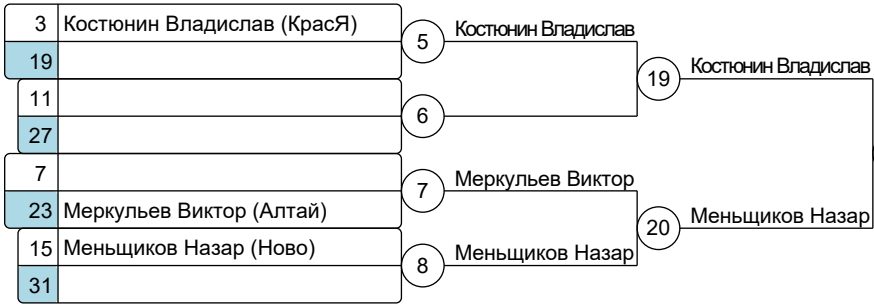 3 Костюнин Владислав (КрасЯ)
19
5 Костюнин Владислав
11
27
6
19 Костюнин Владислав
7
23 Меркульев Виктор (Алтай)
7 Меркульев Виктор
15 Меньщиков Назар (Ново)
31
8 Меньщиков Назар
20 Меньщиков Назар